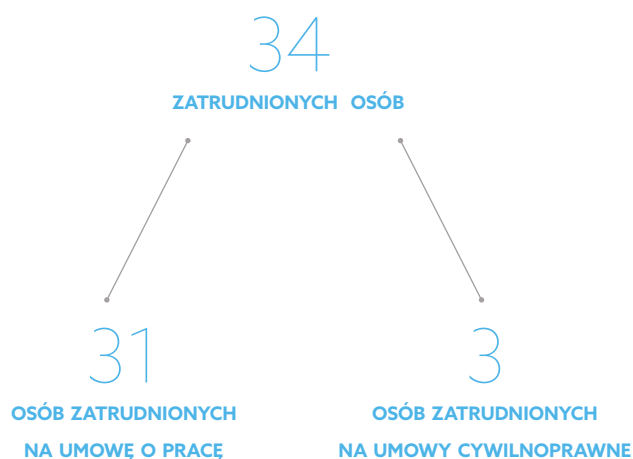 34
ZATRUDNIONYCH OSÓB
31
OSÓB ZATRUDNIONYCH
NA UMOWĘ O PRACĘ
3
OSÓB ZATRUDNIONYCH
NA UMOWY CYWILNOPRAWNE